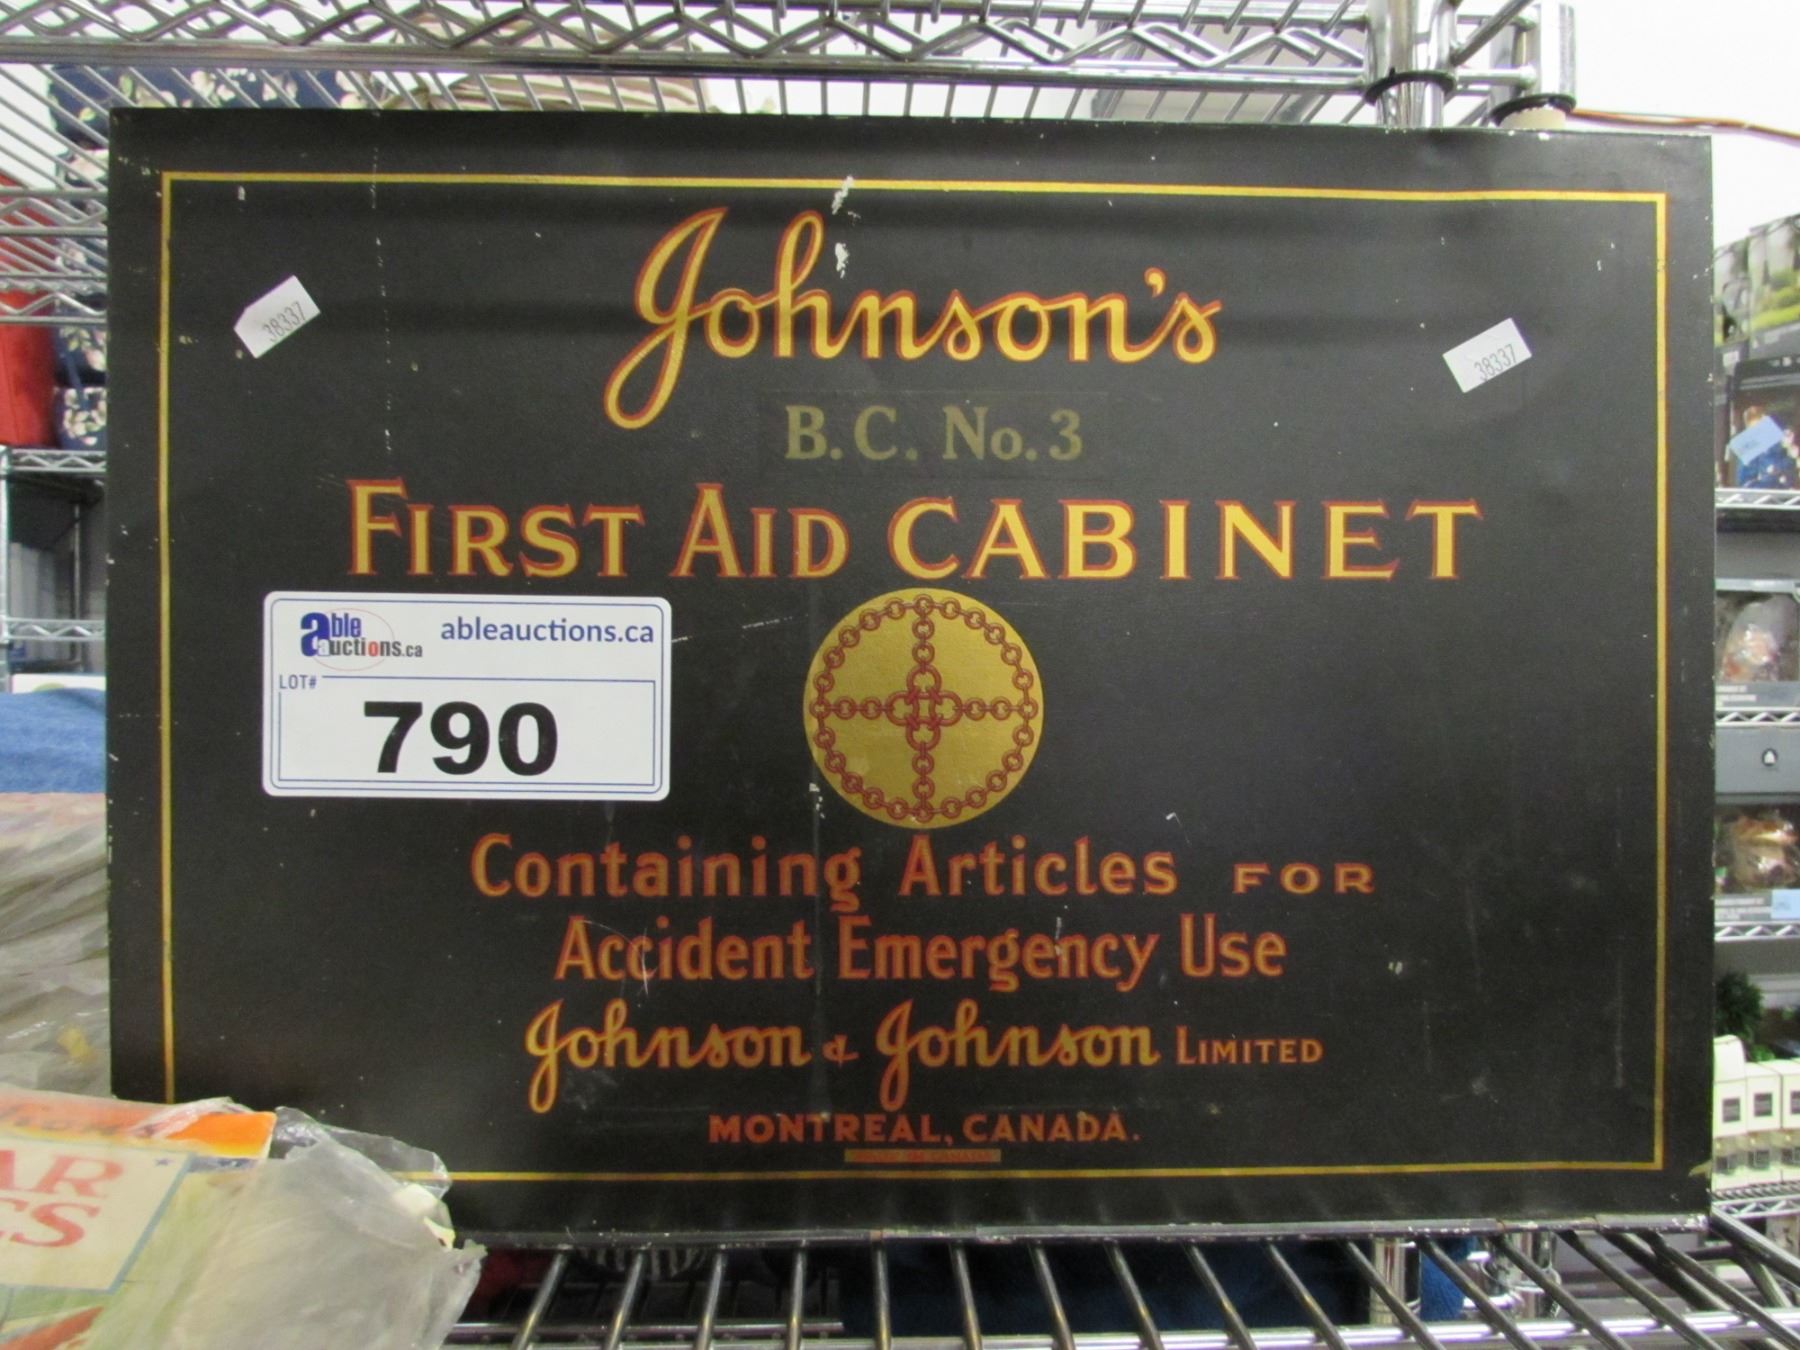 Johnson's
38337
38337
B.C. No. 3
FIRST AID CABINET
able auctions.ca
ableauctions.ca
LOT#
790
Containing Articles FOR
Accident Emergency Use
Johnson & Johnson LIMITED
MONTREAL, CANADA.